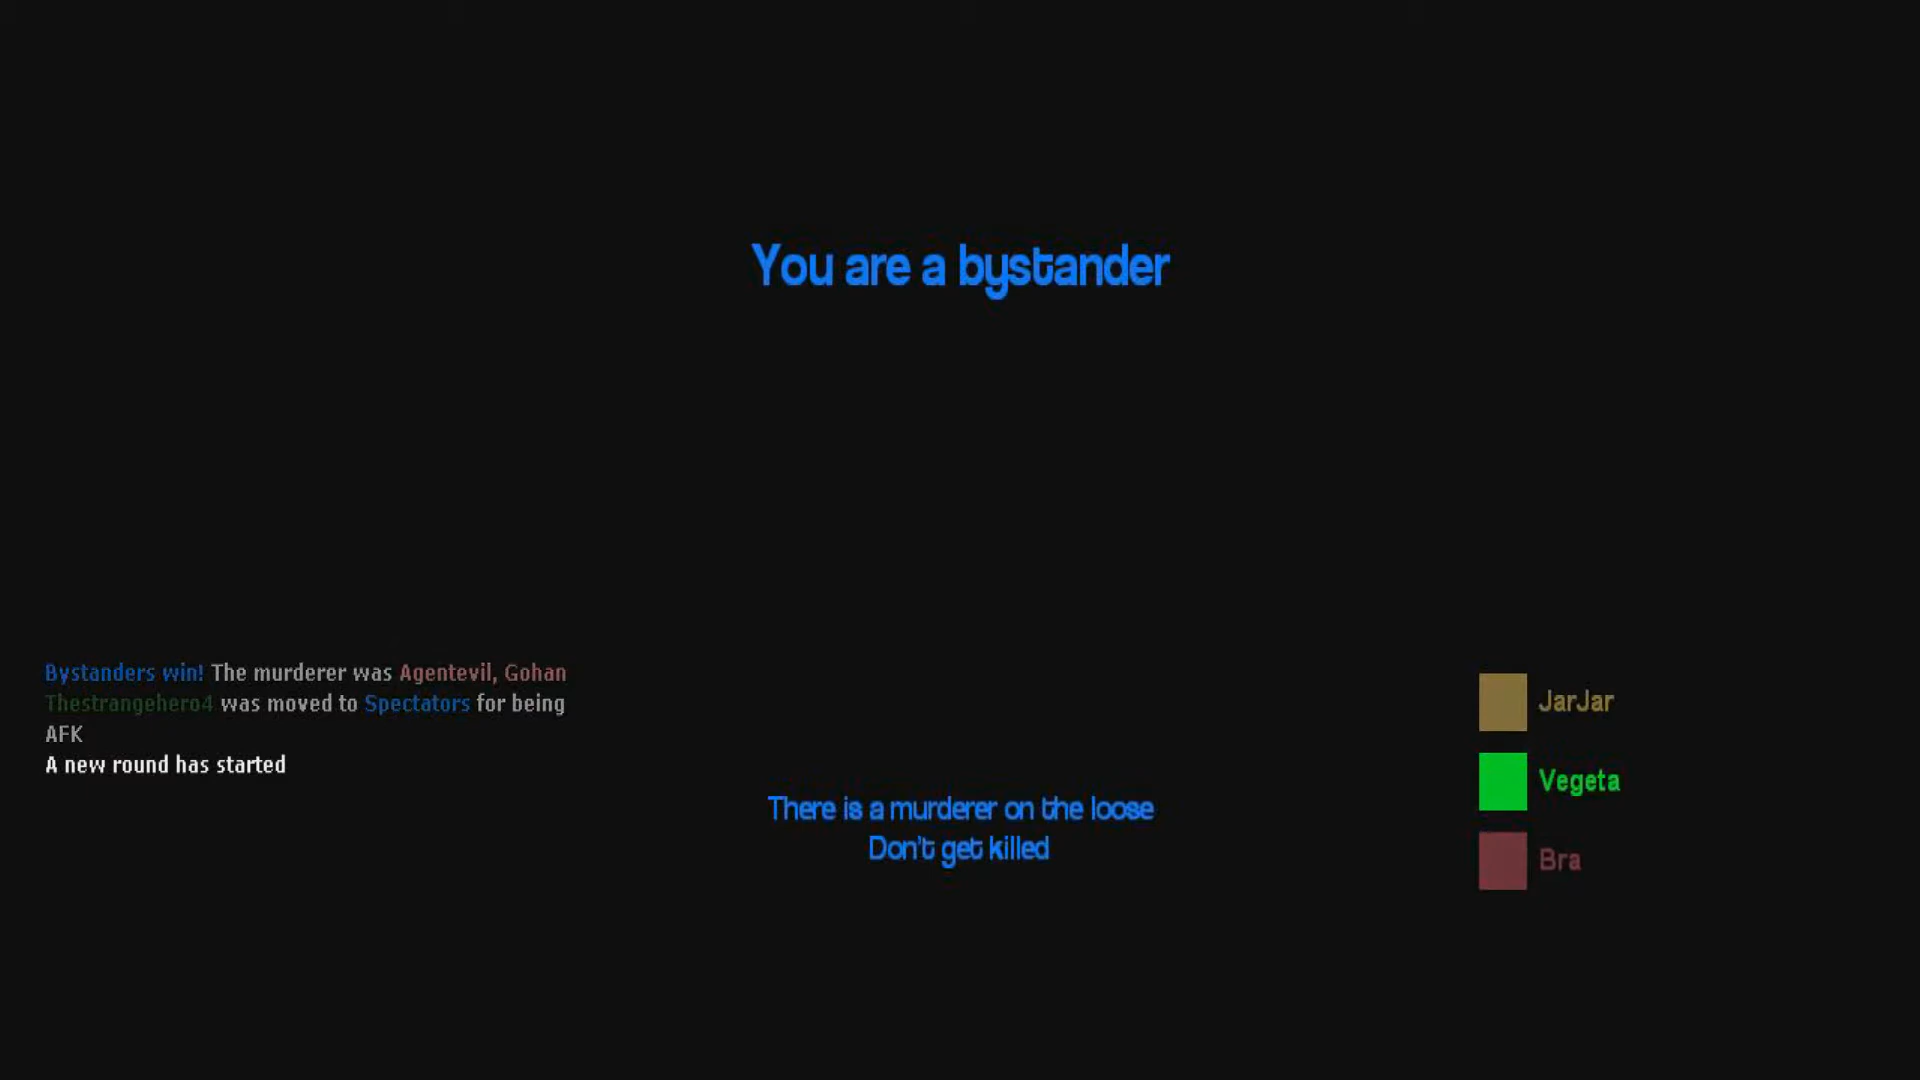 You are a bystander
Bystanders win! The murderer was Agentevil, Gohan
Thestrangehero4 was moved to Spectators for being
AFK
A new round has started
There is a murderer on the loose
Don't get killed
JarJar
Vegeta
Bra